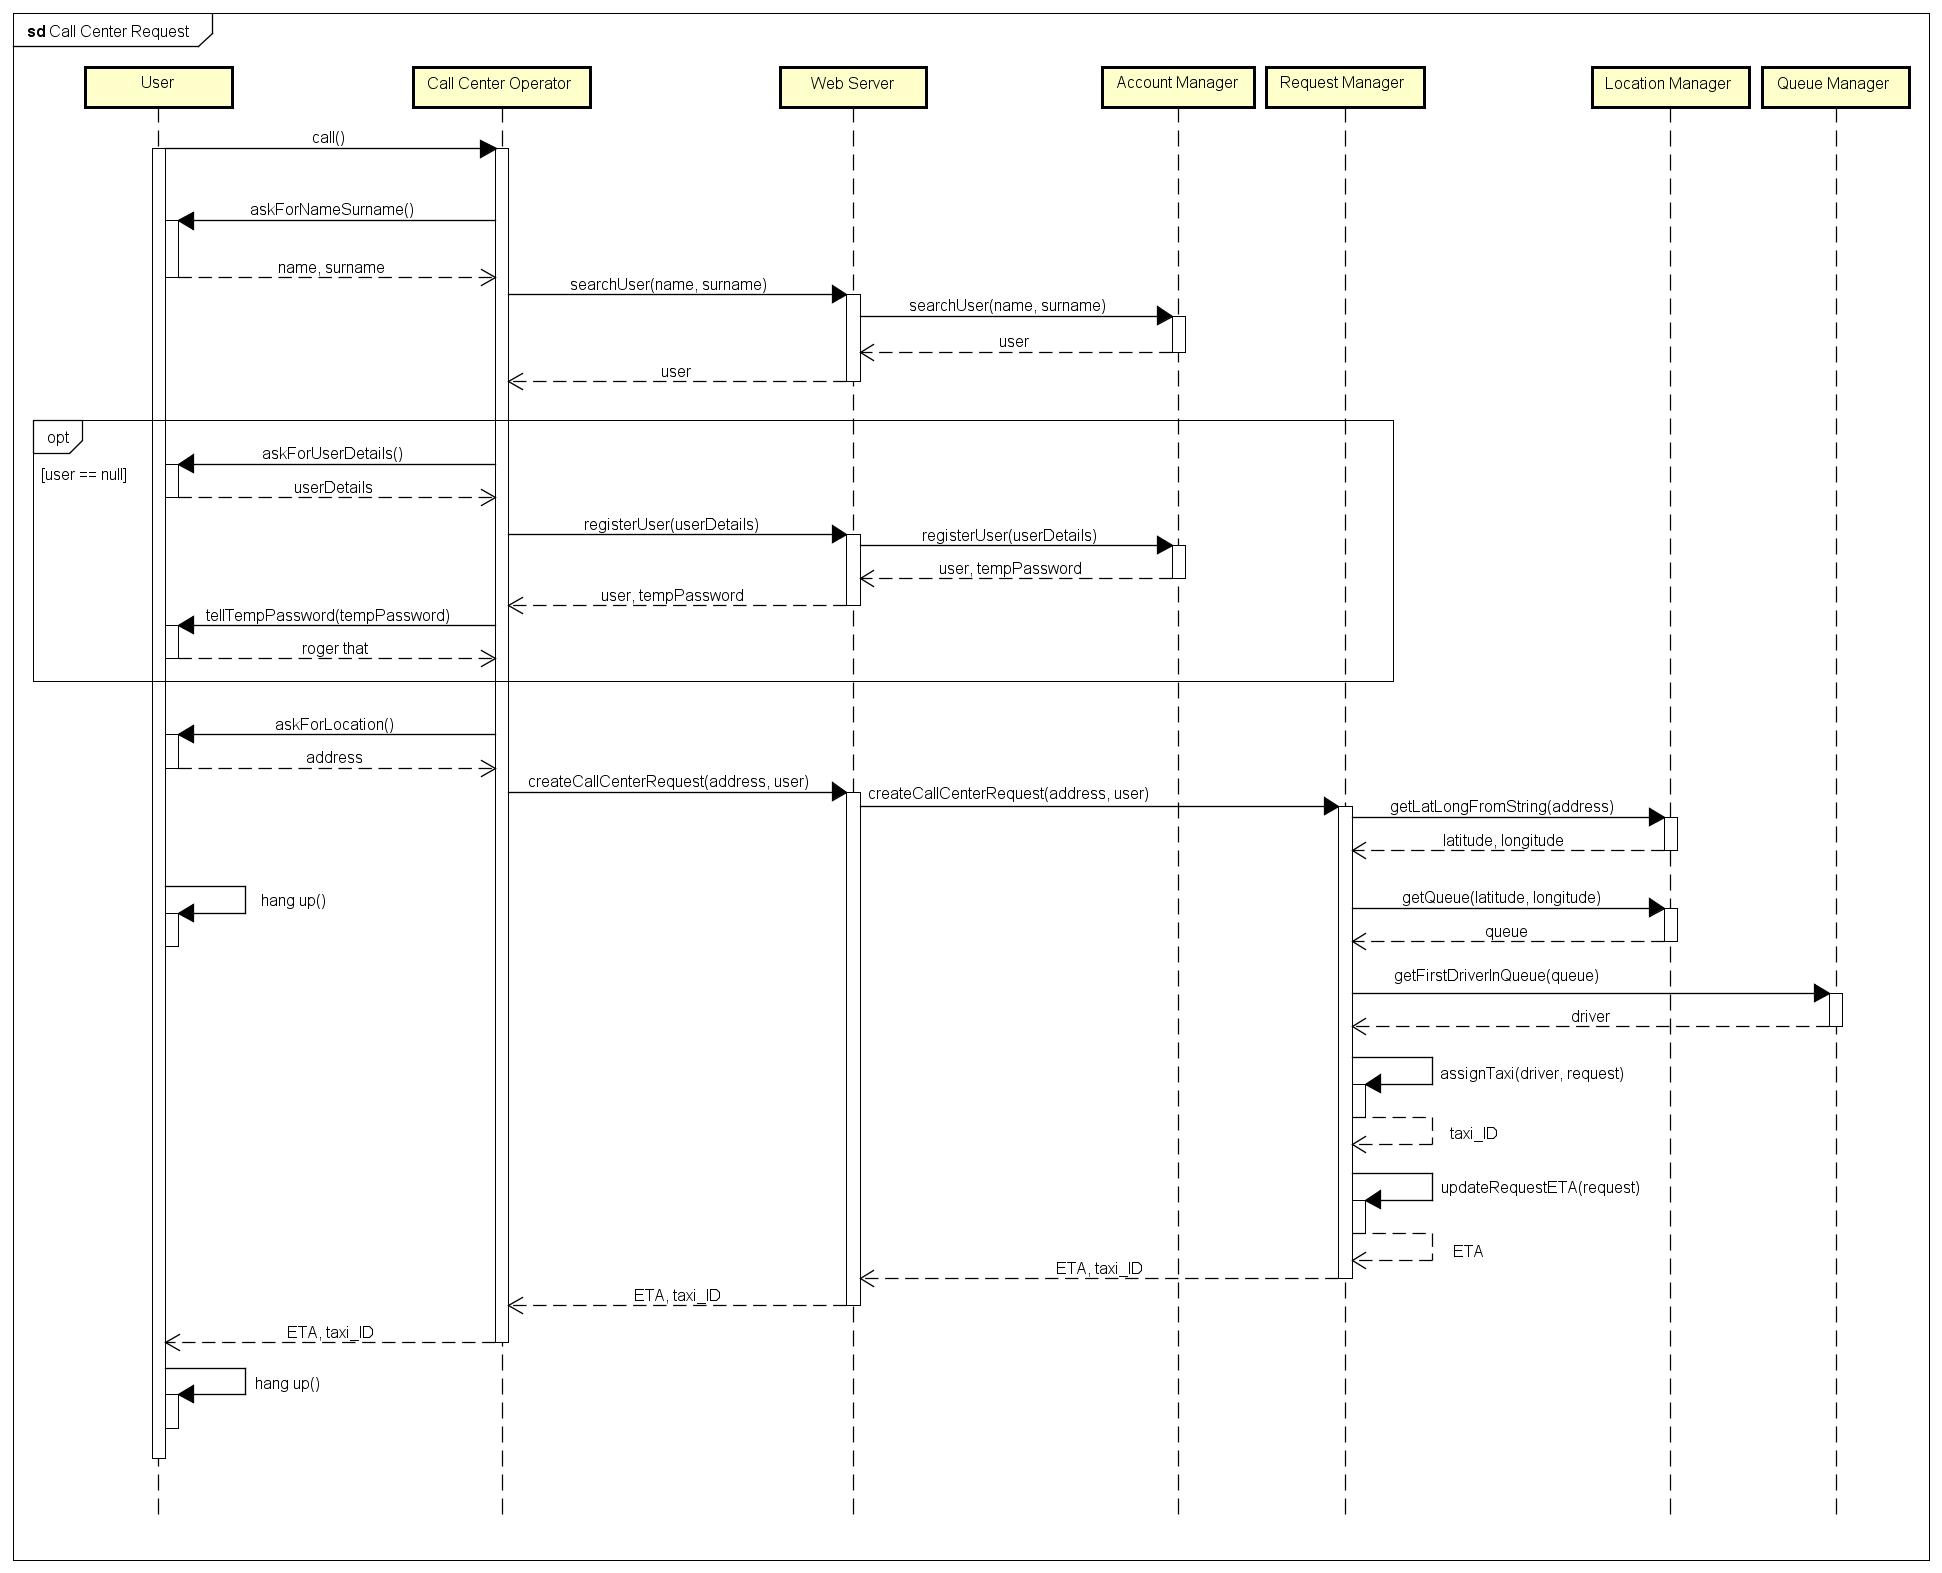 sd Call Center Request
User
Call Center Operator
Web Server
Account Manager
Request Manager
Location Manager
Queue Manager
call()
askForNameSurname()
name, surname
searchUser(name, surname)
searchUser(name, surname)
user
user
opt
[user == null]
askForUserDetails()
userDetails
registerUser(userDetails)
registerUser(userDetails)
user, tempPassword
user, tempPassword
tellTempPassword(tempPassword)
roger that
askForLocation()
address
createCallCenterRequest(address, user)
createCallCenterRequest(address, user)
getLatLongFromString(address)
latitude, longitude
hang up()
getQueue(latitude, longitude)
queue
getFirstDriverInQueue(queue)
driver
assignTaxi(driver, request)
taxi_ID
updateRequestETA(request)
ETA
ETA, taxi_ID
ETA, taxi_ID
ETA, taxi_ID
hang up()